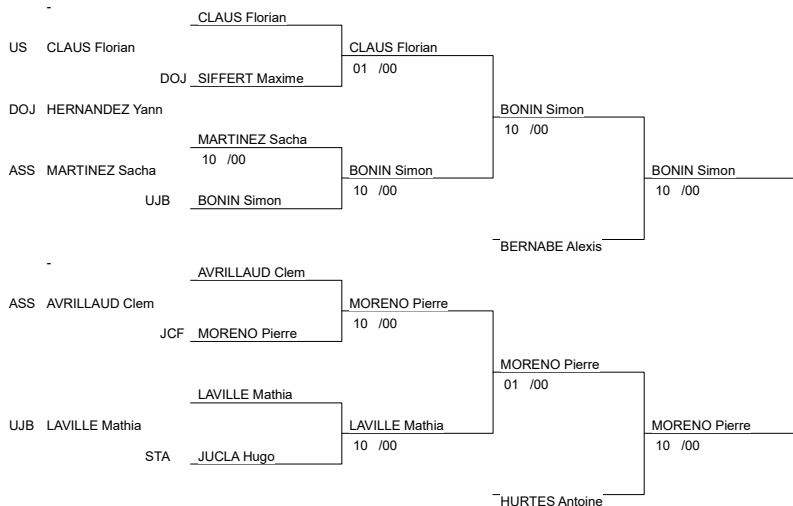 -
CLAUS Florian
US CLAUS Florian
CLAUS Florian
01 /00
DOJ SIFFERT Maxime
DOJ HERNANDEZ Yann
BONIN Simon
10 /00
MARTINEZ Sacha
10 /00
ASS MARTINEZ Sacha
BONIN Simon
10 /00
BONIN Simon
10 /00
UJB BONIN Simon
BERNABE Alexis
-
AVRILLAUD Clem
ASS AVRILLAUD Clem
MORENO Pierre
10 /00
JCF MORENO Pierre
MORENO Pierre
01 /00
LAVILLE Mathia
UJB LAVILLE Mathia
LAVILLE Mathia
10 /00
MORENO Pierre
10 /00
STA JUCLA Hugo
HURTES Antoine